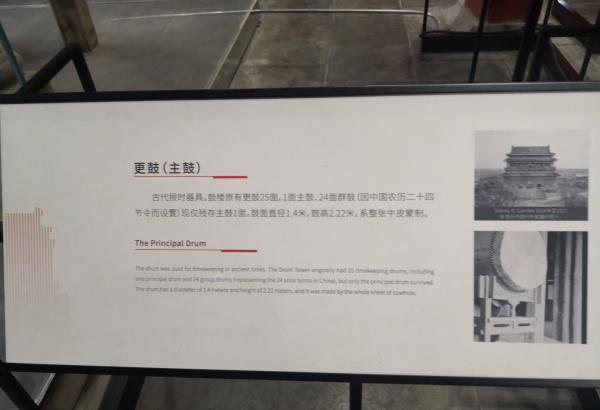 更鼓(主鼓)
古代报时器具。鼓楼原有更鼓25面,1面主鼓、24面群鼓(因中国农历二十四
节令而设置)现仅残存主鼓1面。鼓面直径1.4米,鼓高2.22米,系整张牛皮蒙制。
The Principal Drum
The drum was used for timekeeping in ancient times. The Drum Tower originally had 25 timekeeping drums, including
one principal drum and 24 group drums (representing the 24 solar terms in China), but only the principal drum survived.
The drum has a diameter of 1.4 meters and height of 2.22 meters, and it was made by the whole sheet of cowhide.